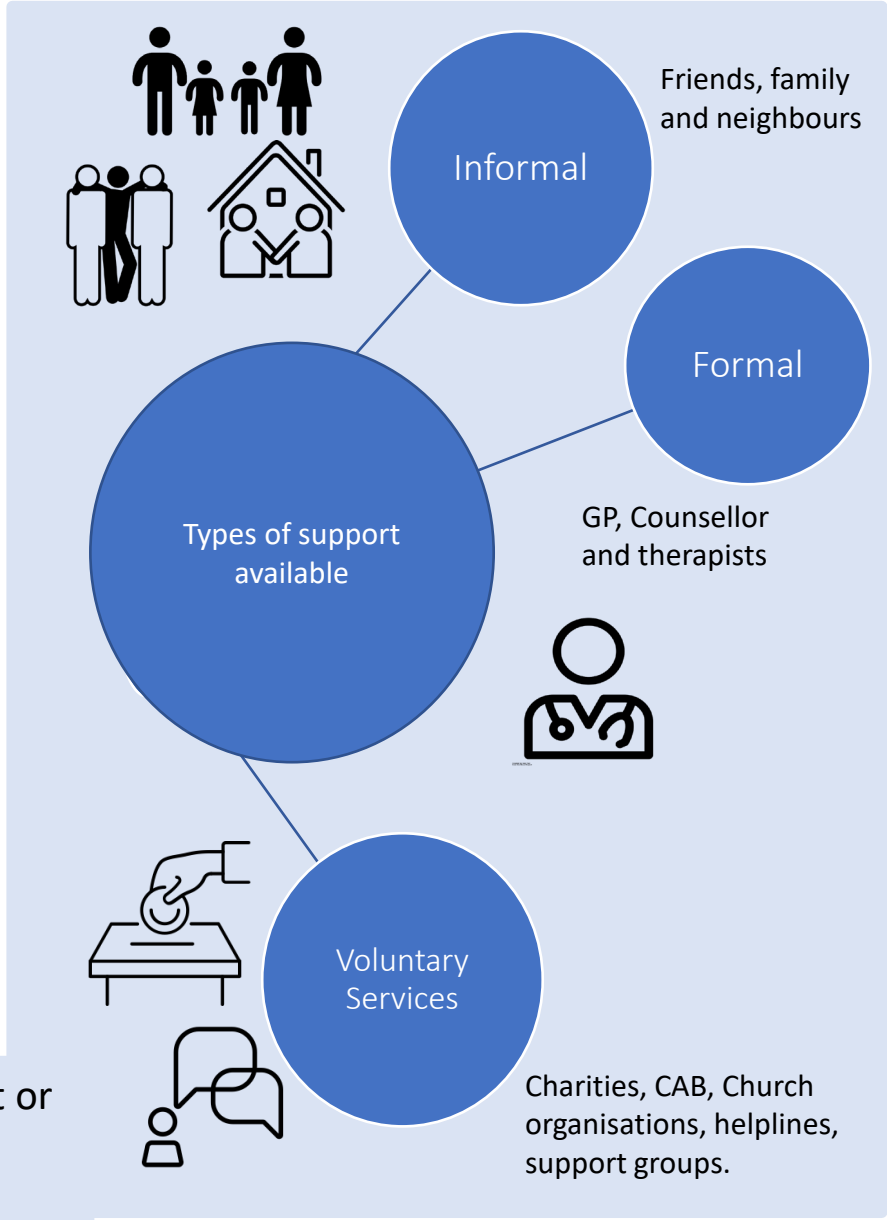 Informal
Friends, family
and neighbours
Formal
GP, Counsellor
and therapists
Types of support
available
Voluntary
Services
Charities, CAB, Church
organisations, helplines,
support groups.
or